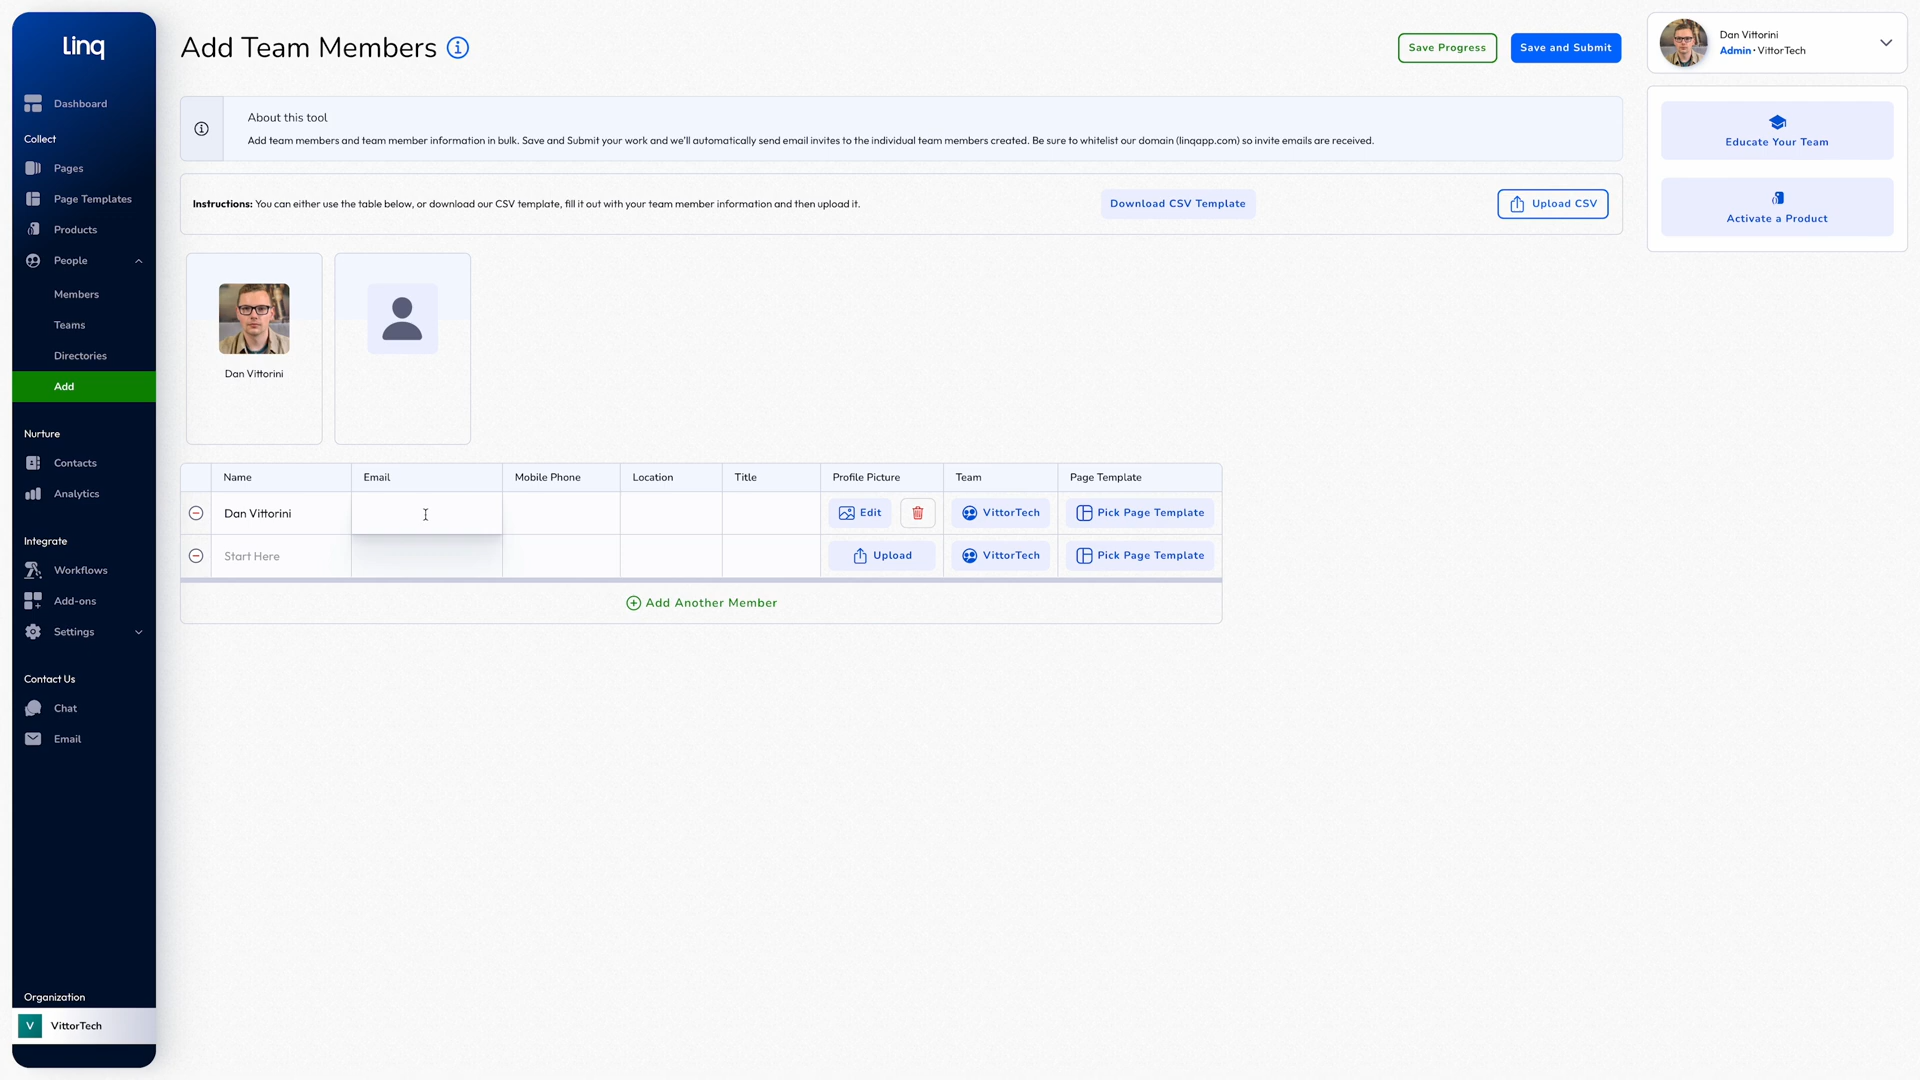 Linq
Dashboard
Collect
Pages
Page Templates
Products
People
Members
Teams
Directories
Add
Nurture
Contacts
Analytics
Integrate
Workflows
Add-ons
Settings
Contact Us
Chat
Email
Organization
V VittorTech
Add Team Members
Save Progress
Save and Submit
About this tool
Add team members and team member information in bulk. Save and Submit your work and we'll automatically send email invites to the individual team members created. Be sure to whitelist our domain (linqapp.com) so invite emails are received.
Instructions: You can either use the table below, or download our CSV template, fill it out with your team member information and then upload it.
Download CSV Template
Upload CSV
Dan Vittorini
Name Email Mobile Phone Location Title Profile Picture Team Page Template
Dan Vittorini Edit VittorTech Pick Page Template
Start Here Upload VittorTech Pick Page Template
Add Another Member
Dan Vittorini
Admin • VittorTech
Educate Your Team
Activate a Product